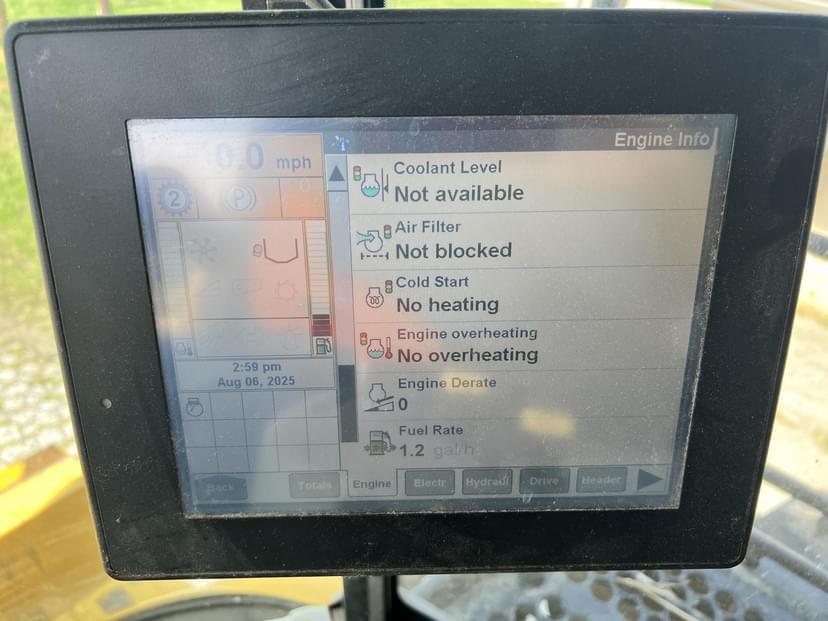 Engine Info
0.0 mph
2
P
2:59 pm
Aug 06, 2025
Coolant Level
Not available
Air Filter
Not blocked
Cold Start
No heating
Engine overheating
No overheating
Engine Derate
0
Fuel Rate
1.2 gal/h
Back
Totals
Engine
Electr
Hydraul
Drive
Header